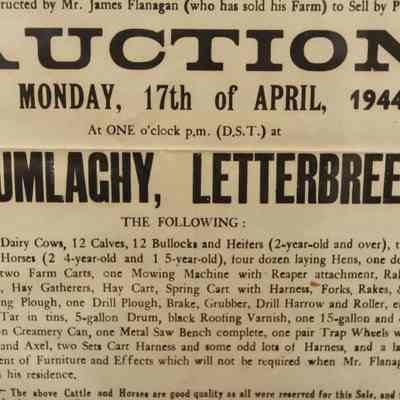 ructed by Mr. James Flanagan (who has sold his Farm) to Sell by P
AUCTION
MONDAY, 17th of APRIL, 1944
At ONE o'clock p.m. (D.S.T.) at
UMLAGHY, LETTERBREE
THE FOLLOWING :
Dairy Cows, 12 Calves, 12 Bullocks and Heifers (2-year-old and over), t
Horses (2 4-year-old and 1 5-year-old), four dozen laying Hens, one do
two Farm Carts, one Mowing Machine with Reaper attachment, Ra
, Hay Gatherers, Hay Cart, Spring Cart with Harness, Forks, Rakes, &
ing Plough, one Drill Plough, Brake, Grubber, Drill Harrow and Roller, e
Tar in tins, 5-gallon Drum, black Roofing Varnish, one 15-gallon and
on Creamery Can, one Metal Saw Bench complete, one pair Trap Wheels w
and Axel, two Sets Cart Harness and some odd lots of Harness, and a la
ent of Furniture and Effects which will not be required when Mr. Flana
his residence.
The above Cattle and Horses are good quality as all were reserved for this Sale, and